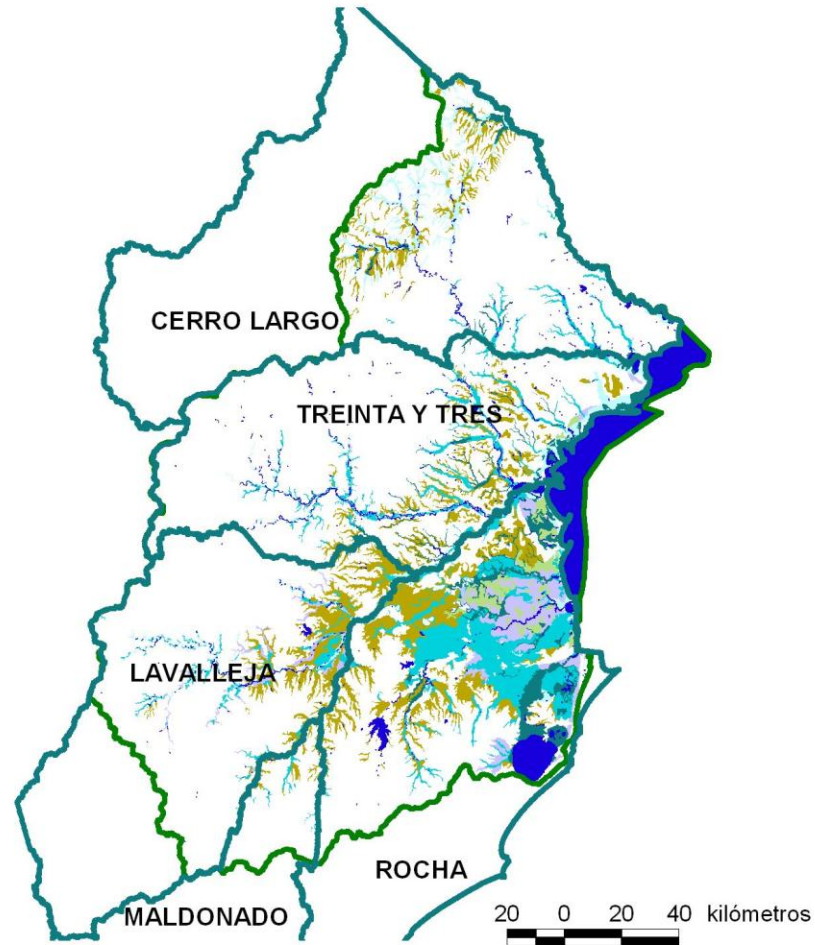 CERRO LARGO
TREINTA Y TRES
LAVALLEJA
ROCHA
MALDONADO
20 0 20 40 kilómetros